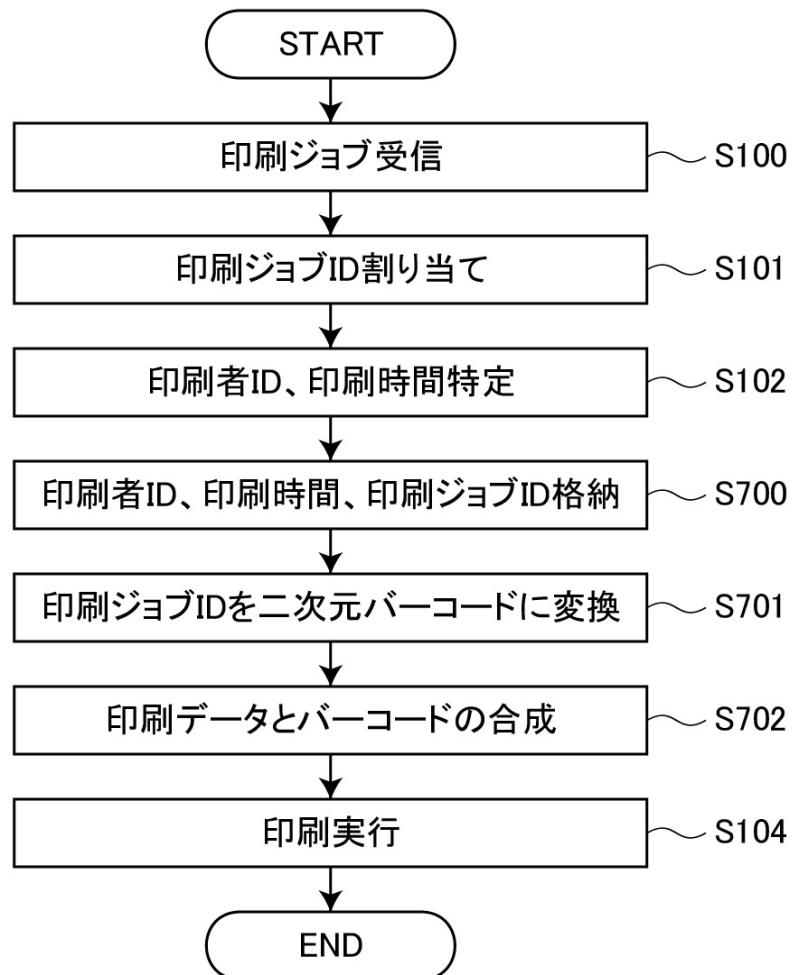 START
印刷ジョブ受信
S100
印刷ジョブID割り当て
S101
印刷者ID、印刷時間特定
S102
印刷者ID、印刷時間、印刷ジョブID格納
S700
印刷ジョブIDを二次元バーコードに変換
S701
印刷データとバーコードの合成
S702
印刷実行
S104
END